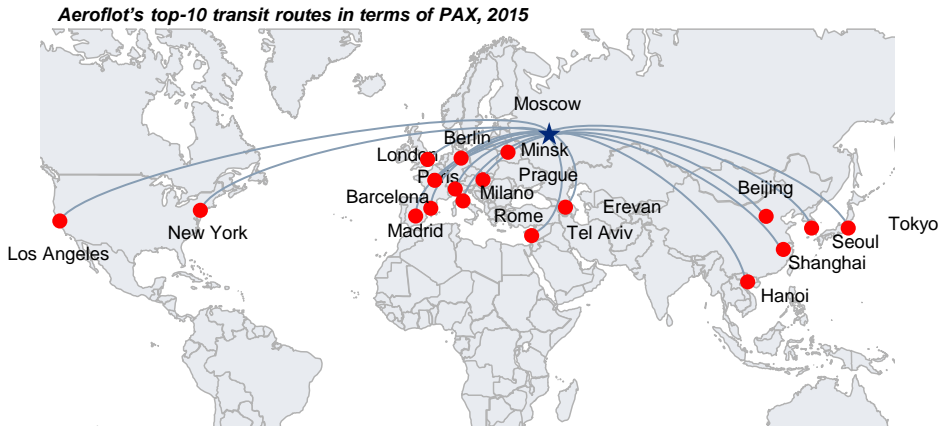 Aeroflot's top-10 transit routes in terms of PAX, 2015
Moscow
Berlin
London
Minsk
Paris
Prague
Barcelona
Milano
Beijing
Madrid
Rome
Erevan
New York
Tel Aviv
Tokyo
Seoul
Los Angeles
Shanghai
Hanoi